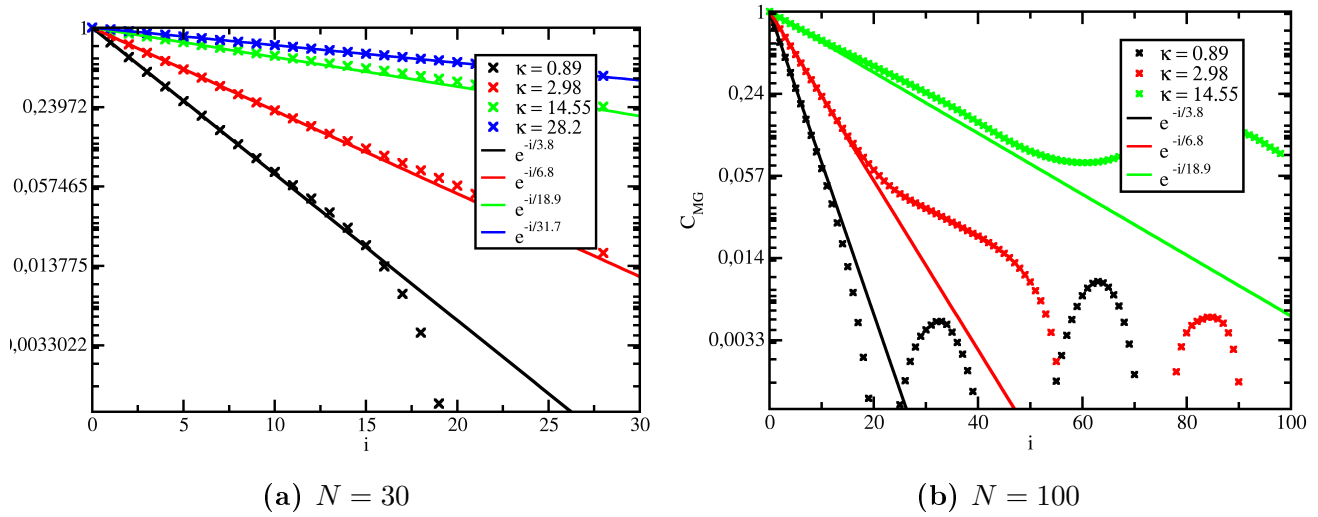 1
0,23972
0,057465
0,013775
0,0033022
0
5
10
15
20
25
30
i
κ = 0.89
κ = 2.98
κ = 14.55
κ = 28.2
e^-i/3.8
e^-i/6.8
e^-i/18.9
e^-i/31.7
(a) N = 30
C_MG
1
0,24
0,057
0,014
0,0033
0
20
40
60
80
100
i
κ = 0.89
κ = 2.98
κ = 14.55
e^-i/3.8
e^-i/6.8
e^-i/18.9
(b) N = 100